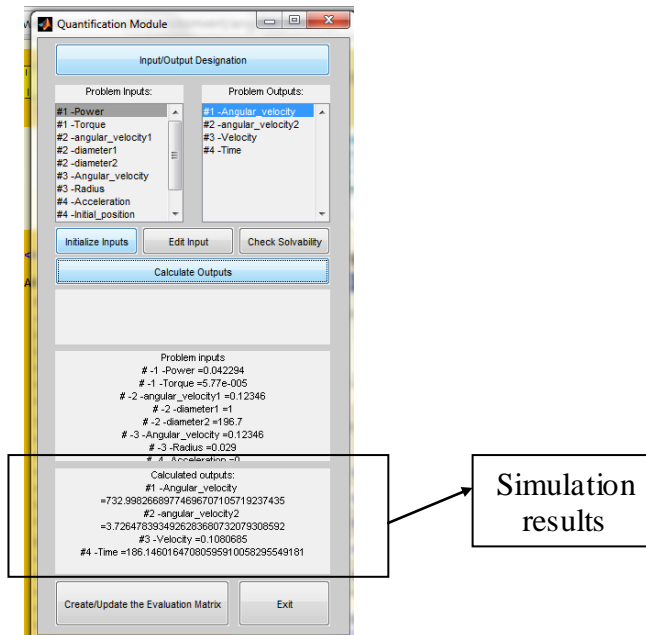 Quantification Module
Input/Output Designation
Problem Inputs:
Problem Outputs:
#1 -Power
#1 -Torque
#2 -angular_velocity1
#2 -diameter1
#2 -diameter2
#3 -Angular_velocity
#3 -Radius
#4 -Acceleration
#4 -Initial_position
#1 -Angular_velocity
#2 -angular_velocity2
#3 -Velocity
#4 -Time
Initialize Inputs
Edit Input
Check Solvability
Calculate Outputs
Problem inputs
# -1 -Power =0.042294
# -1 -Torque =5.77e-005
# -2 -angular_velocity1 =0.12346
# -2 -diameter1 =1
# -2 -diameter2 =196.7
# -3 -Angular_velocity =0.12346
# -3 -Radius =0.029
# -4 -Acceleration =0
Calculated outputs:
#1 -Angular_velocity
=732.99826689774696707105719237435
#2 -angular_velocity2
=3.7264783934926283680732079308592
#3 -Velocity =0.1080685
#4 -Time =186.14601647080595910058295549181
Create/Update the Evaluation Matrix
Exit
Simulation
results